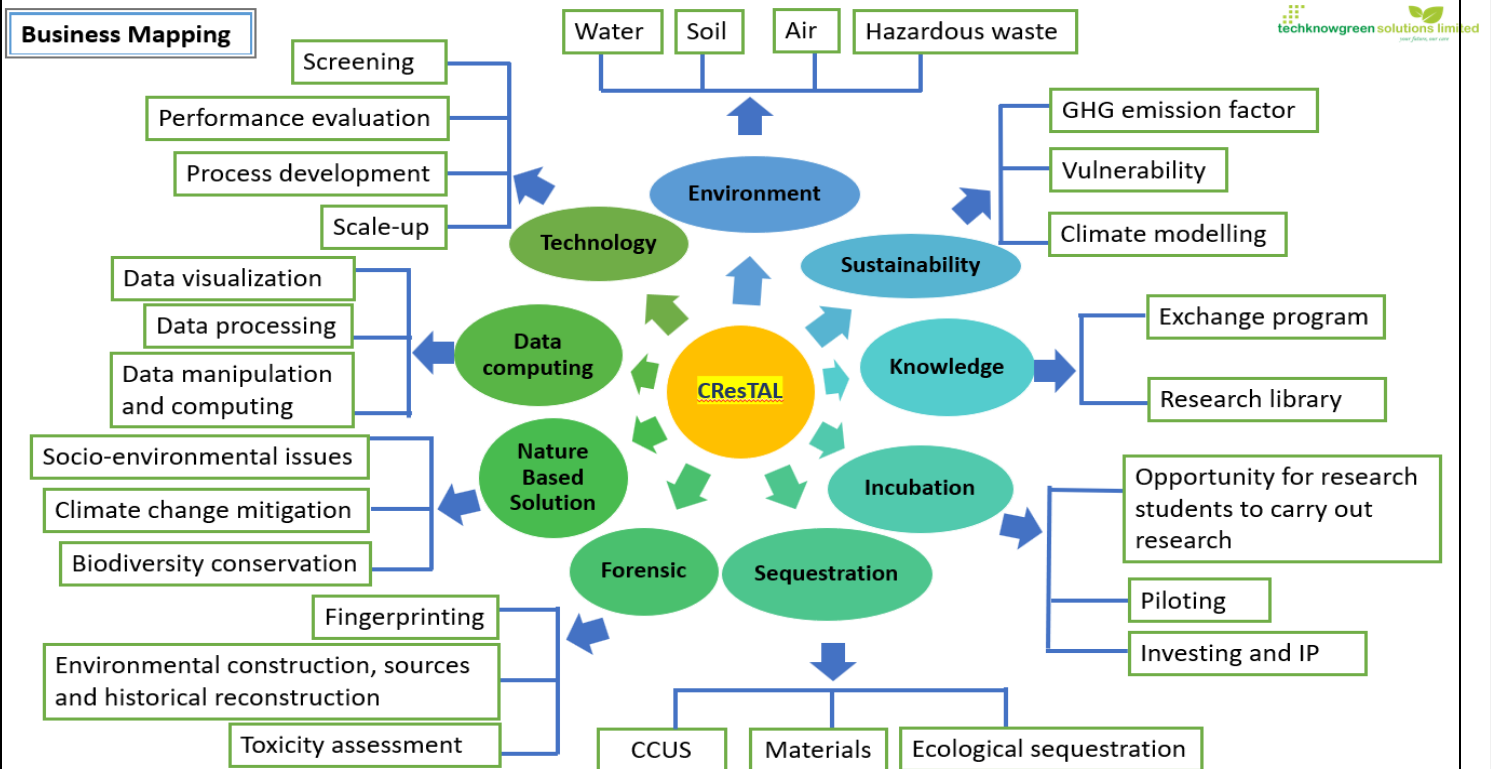 Business Mapping
techknowgreen solutions limited
your future, our care
Water
Soil
Air
Hazardous waste
Screening
Performance evaluation
Process development
Scale-up
GHG emission factor
Vulnerability
Climate modelling
Environment
Technology
Sustainability
Data visualization
Data processing
Data manipulation
and computing
Data
computing
CResTAL
Knowledge
Exchange program
Research library
Socio-environmental issues
Climate change mitigation
Biodiversity conservation
Nature
Based
Solution
Incubation
Opportunity for research
students to carry out
research
Piloting
Investing and IP
Forensic
Sequestration
Fingerprinting
Environmental construction, sources
and historical reconstruction
Toxicity assessment
CCUS
Materials
Ecological sequestration